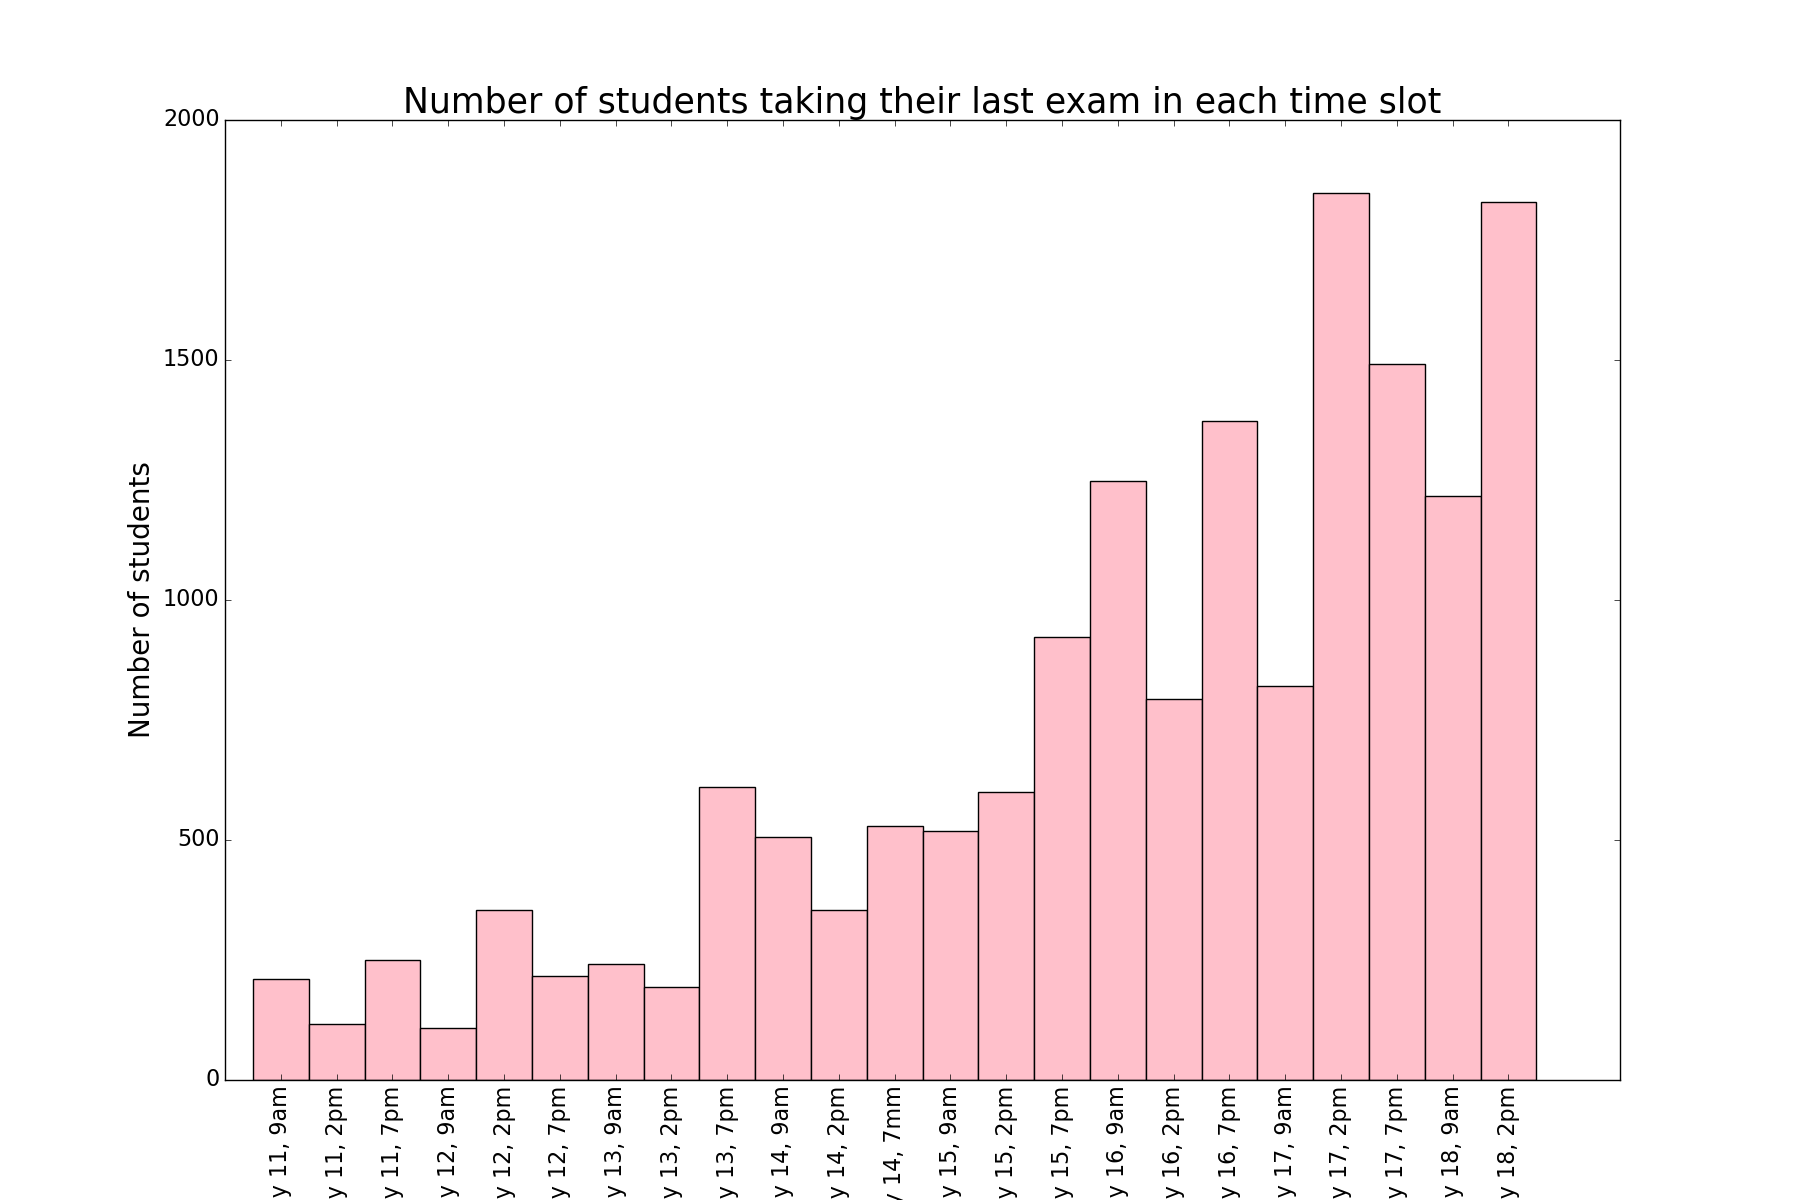 Number of students taking their last exam in each time slot
Number of students
2000
1500
1000
500
0
y 11, 9am
y 11, 2pm
y 11, 7pm
y 12, 9am
y 12, 2pm
y 12, 7pm
y 13, 9am
y 13, 2pm
y 13, 7pm
y 14, 9am
y 14, 2pm
y 14, 7mm
y 15, 9am
y 15, 2pm
y 15, 7pm
y 16, 9am
y 16, 2pm
y 16, 7pm
y 17, 9am
y 17, 2pm
y 17, 7pm
y 18, 9am
y 18, 2pm